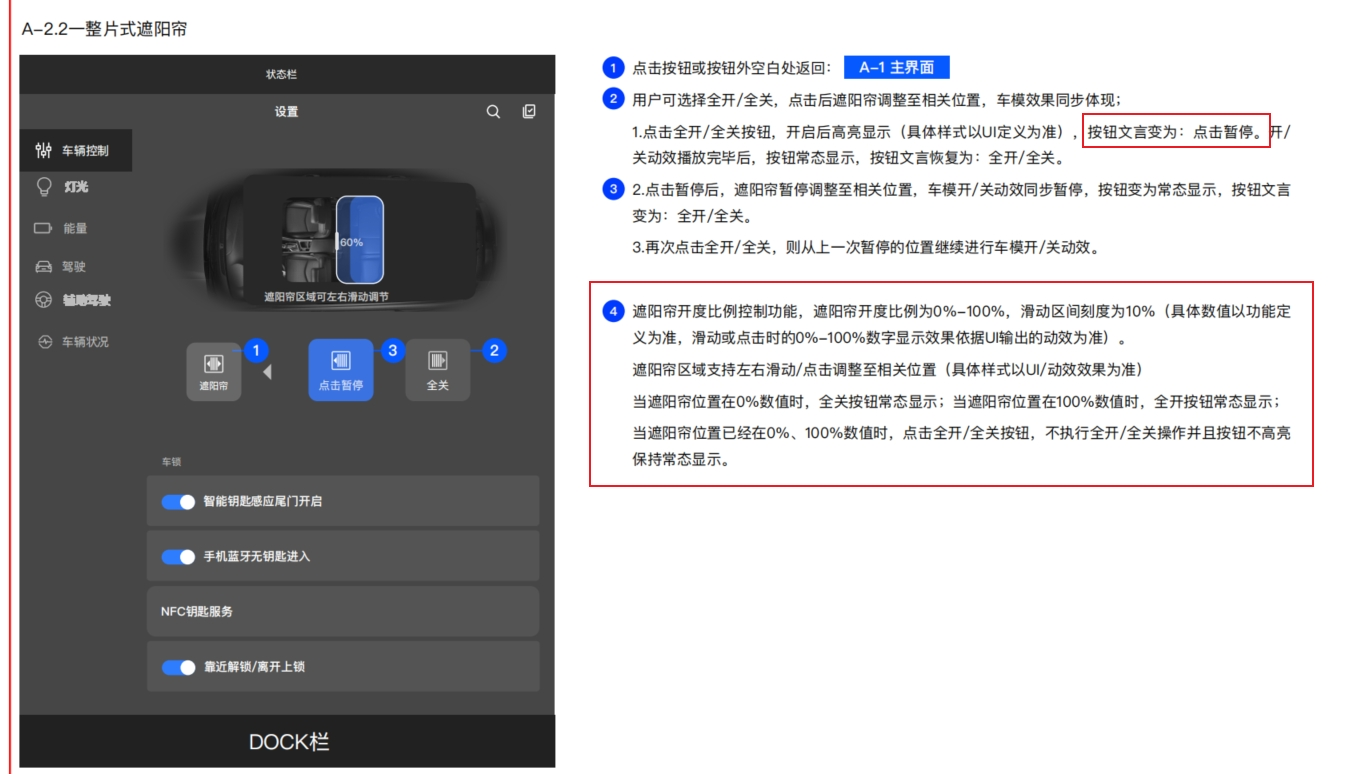 A-2.2一整片式遮阳帘
状态栏
设置
车辆控制
灯光
能量
驾驶
辅助驾驶
车辆状况
60%
遮阳帘区域可左右滑动调节
1
3
2
遮阳帘
点击暂停
全关
车锁
智能钥匙感应尾门开启
手机蓝牙无钥匙进入
NFC钥匙服务
靠近解锁/离开上锁
DOCK栏
1 点击按钮或按钮外空白处返回： A-1 主界面
2 用户可选择全开/全关，点击后遮阳帘调整至相关位置，车模效果同步体现；
1.点击全开/全关按钮，开启后高亮显示（具体样式以UI定义为准），按钮文言变为：点击暂停。开/
关动效播放完毕后，按钮常态显示，按钮文言恢复为：全开/全关。
3 2.点击暂停后，遮阳帘暂停调整至相关位置，车模开/关动效同步暂停，按钮变为常态显示，按钮文言
变为：全开/全关。
3.再次点击全开/全关，则从上一次暂停的位置继续进行车模开/关动效。
4 遮阳帘开度比例控制功能，遮阳帘开度比例为0%-100%，滑动区间刻度为10%（具体数值以功能定
义为准，滑动或点击时的0%-100%数字显示效果依据UI输出的动效为准）。
遮阳帘区域支持左右滑动/点击调整至相关位置（具体样式以UI/动效效果为准）
当遮阳帘位置在0%数值时，全关按钮常态显示；当遮阳帘位置在100%数值时，全开按钮常态显示；
当遮阳帘位置已经在0%、100%数值时，点击全开/全关按钮，不执行全开/全关操作并且按钮不高亮
保持常态显示。